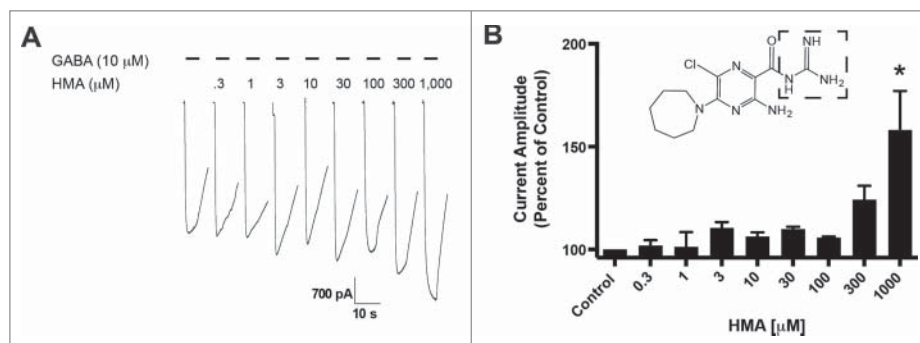 A
GABA (10 μM)
HMA (μM) .3 1 3 10 30 100 300 1,000
700 pA
10 s
B
Current Amplitude
(Percent of Control)
200
150
100
O
NH
Cl
N
N
H
NH₂
N
N
NH₂
*
Control 0.3 1 3 10 30 100 300 1000
HMA [μM]